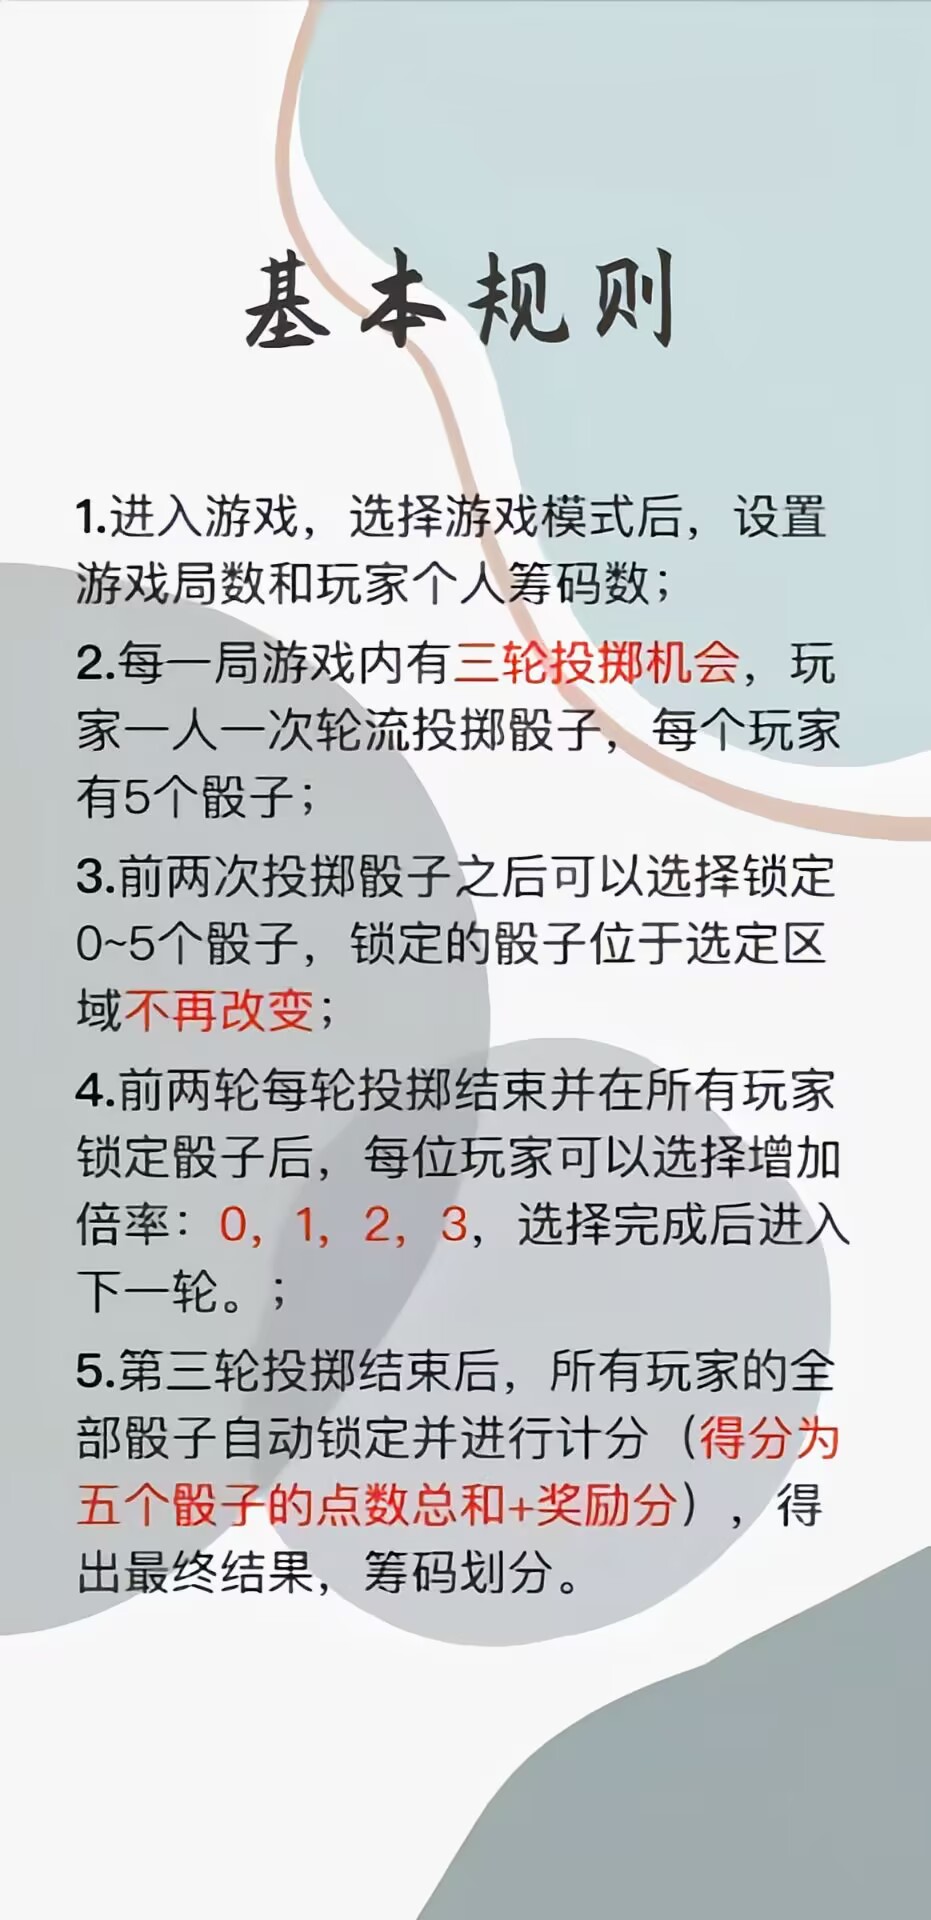 基本规则
1.进入游戏，选择游戏模式后，设置
游戏局数和玩家个人筹码数；
2.每一局游戏内有三轮投掷机会，玩
家一人一次轮流投掷骰子，每个玩家
有5个骰子；
3.前两次投掷骰子之后可以选择锁定
0~5个骰子，锁定的骰子位于选定区
域不再改变；
4.前两轮每轮投掷结束并在所有玩家
锁定骰子后，每位玩家可以选择增加
倍率：0，1，2，3，选择完成后进入
下一轮。；
5.第三轮投掷结束后，所有玩家的全
部骰子自动锁定并进行计分（得分为
五个骰子的点数总和+奖励分），得
出最终结果，筹码划分。